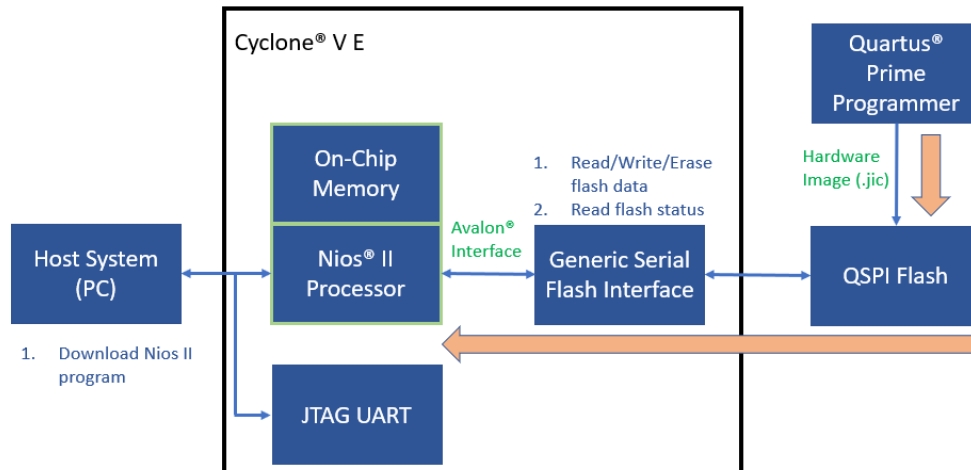 Cyclone® V E
Quartus®
Prime
Programmer
On-Chip
Memory
1. Read/Write/Erase
flash data
2. Read flash status
Hardware
Image (.jic)
Avalon®
Interface
Host System
(PC)
Nios® II
Processor
Generic Serial
Flash Interface
QSPI Flash
1. Download Nios II
program
JTAG UART